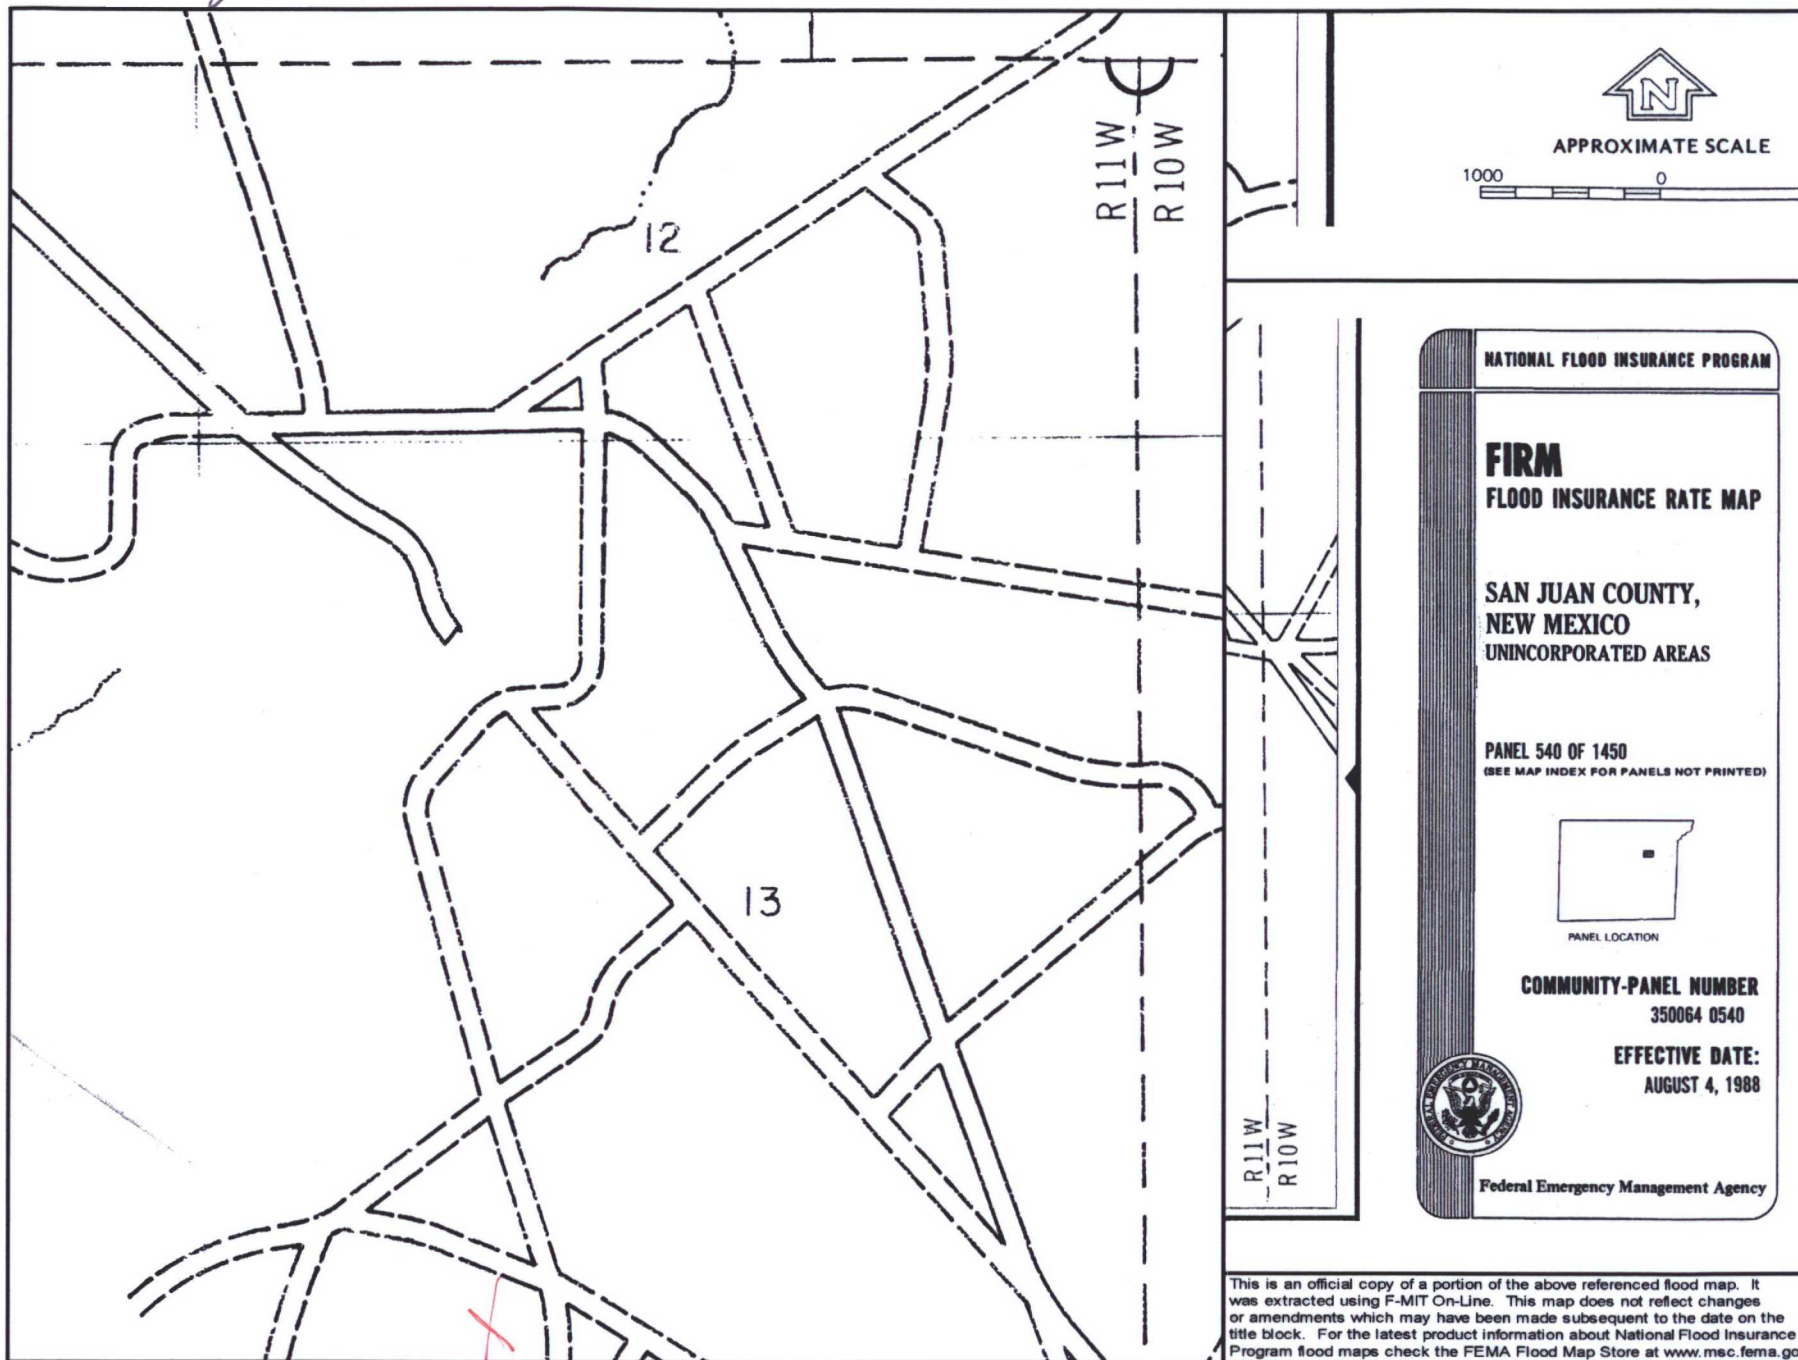 12
R11W
R10W
13
N
APPROXIMATE SCALE
1000 0
NATIONAL FLOOD INSURANCE PROGRAM
FIRM
FLOOD INSURANCE RATE MAP
SAN JUAN COUNTY,
NEW MEXICO
UNINCORPORATED AREAS
PANEL 540 OF 1450
(SEE MAP INDEX FOR PANELS NOT PRINTED)
PANEL LOCATION
COMMUNITY-PANEL NUMBER
350064 0540
EFFECTIVE DATE:
AUGUST 4, 1988
FEDERAL EMERGENCY MANAGEMENT AGENCY
Federal Emergency Management Agency
R11W
R10W
This is an official copy of a portion of the above referenced flood map. It
was extracted using F-MIT On-Line. This map does not reflect changes
or amendments which may have been made subsequent to the date on the
title block. For the latest product information about National Flood Insurance
Program flood maps check the FEMA Flood Map Store at www.msc.fema.go